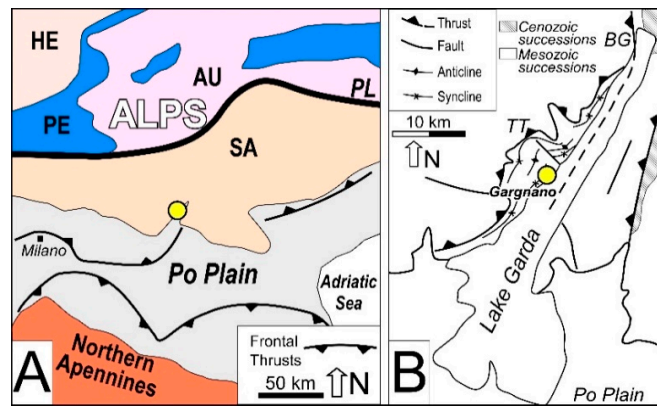 HE
AU
PL
ALPS
PE
SA
Milano
Po Plain
Adriatic
Sea
Northern
Apennines
Frontal
Thrusts
50 km
N
A
Thrust
Fault
Anticline
Syncline
Cenozoic
successions
Mesozoic
successions
BG
10 km
N
TT
Gargnano
Lake Garda
Po Plain
B